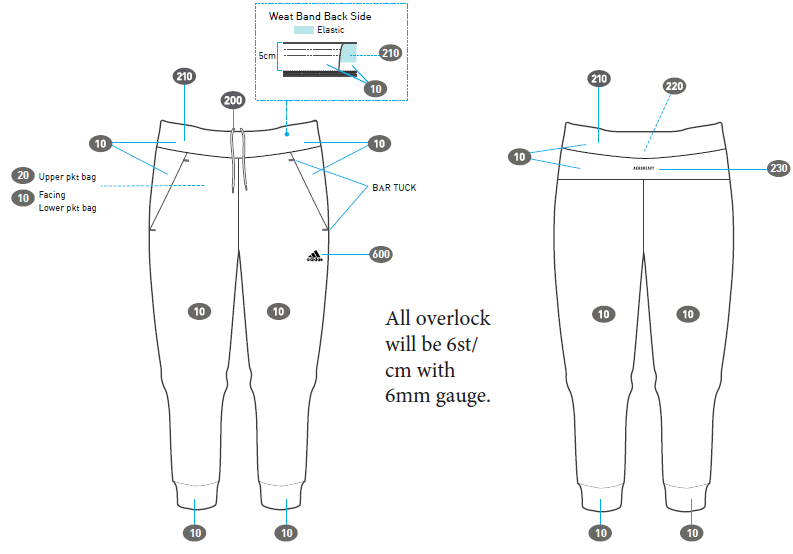 Weat Band Back Side
Elastic
5cm
210
10
210
200
10
10
20 Upper pkt bag
10 Facing
Lower pkt bag
BAR TUCK
adidas
600
10
10
10
10
All overlock
will be 6st/
cm with
6mm gauge.
210
220
10
AEROREADY
230
10
10
10
10